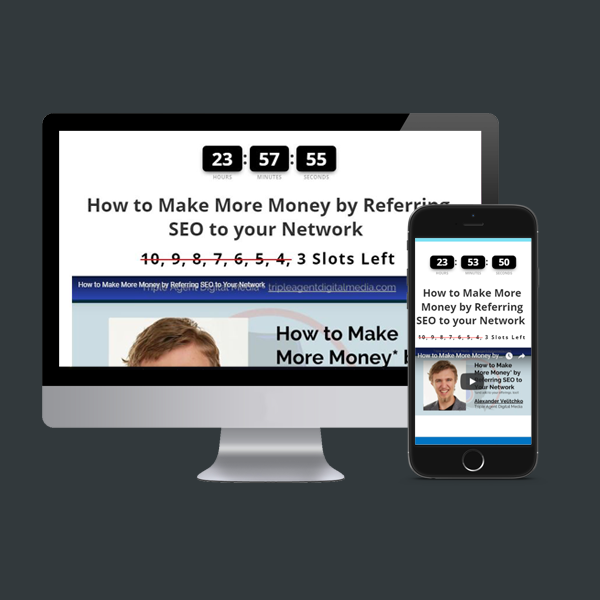 23 : 57 : 55
HOURS MINUTES SECONDS
How to Make More Money by Referring
SEO to your Network
10, 9, 8, 7, 6, 5, 4, 3 Slots Left
How to Make More Money by Referring SEO to Your Network
Triple Agent Digital Media tripleagentdigitalmedia.com
How to Make
More Money*
23 : 53 : 50
HOURS MINUTES SECONDS
How to Make More
Money by Referring
SEO to your Network
10, 9, 8, 7, 6, 5, 4, 3 Slots Left
How to Make More Money by...
How to Make
More Money* by
Referring SEO to
Your Network
Alexander Velitchko
Triple Agent Digital Media